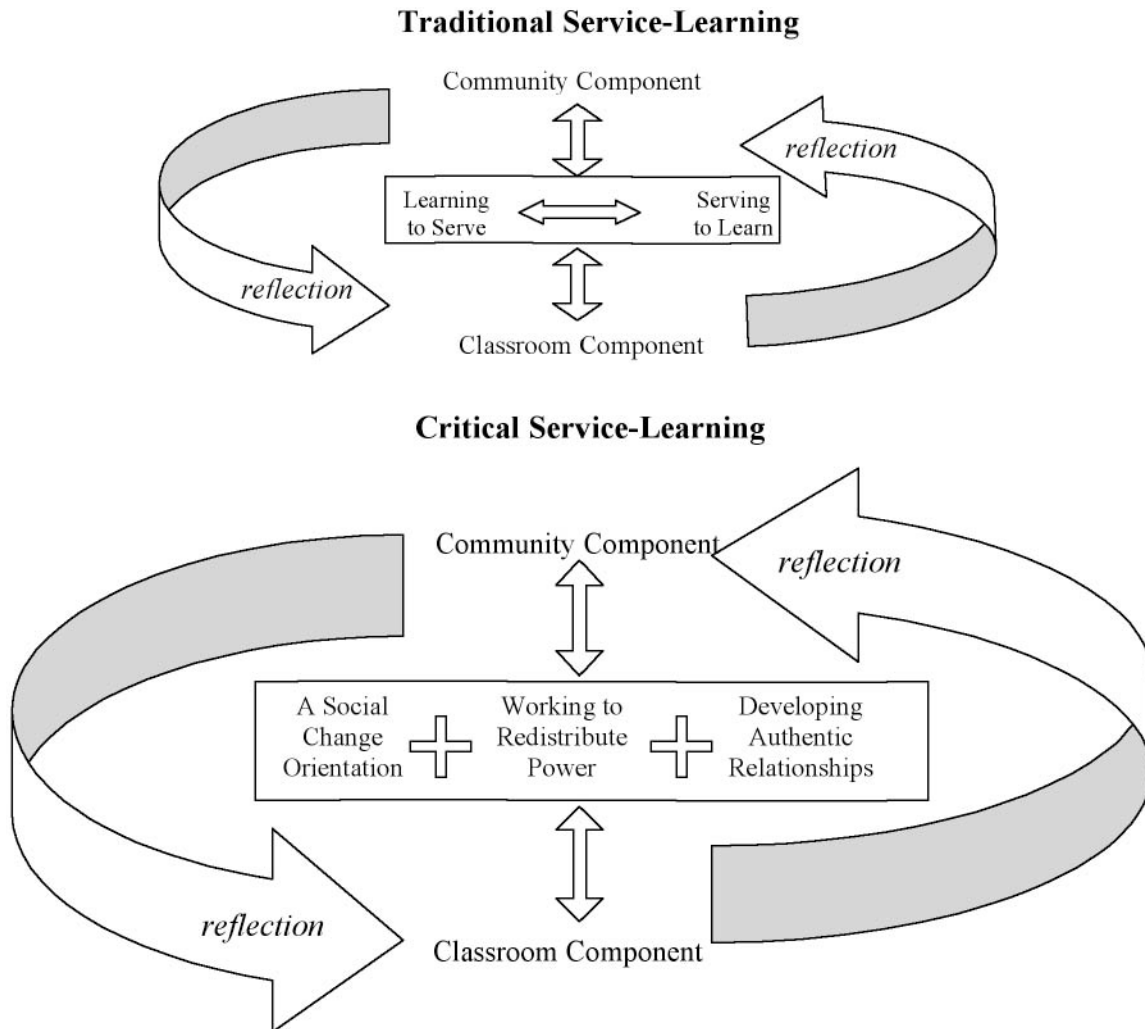 Traditional Service-Learning
Community Component
reflection
Learning
to Serve
Serving
to Learn
reflection
Classroom Component
Critical Service-Learning
Community Component
reflection
A Social
Change
Orientation
Working to
Redistribute
Power
Developing
Authentic
Relationships
reflection
Classroom Component